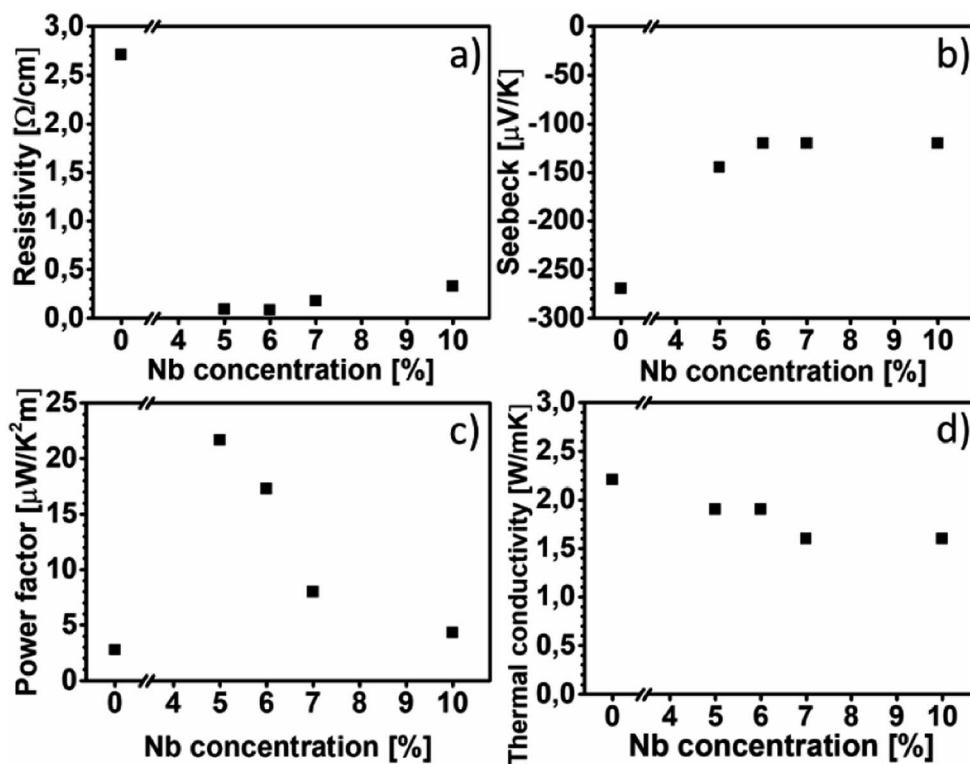 a)
Resistivity [Ω/cm]
3,0
2,5
2,0
1,5
1,0
0,5
0,0
0 4 5 6 7 8 9 10
Nb concentration [%]
b)
Seebeck [μV/K]
-0
-50
-100
-150
-200
-250
-300
0 4 5 6 7 8 9 10
Nb concentration [%]
c)
Power factor [μW/K²m]
25
20
15
10
5
0
0 4 5 6 7 8 9 10
Nb concentration [%]
d)
Thermal conductivity [W/mK]
3,0
2,5
2,0
1,5
1,0
0,5
0,0
0 4 5 6 7 8 9 10
Nb concentration [%]